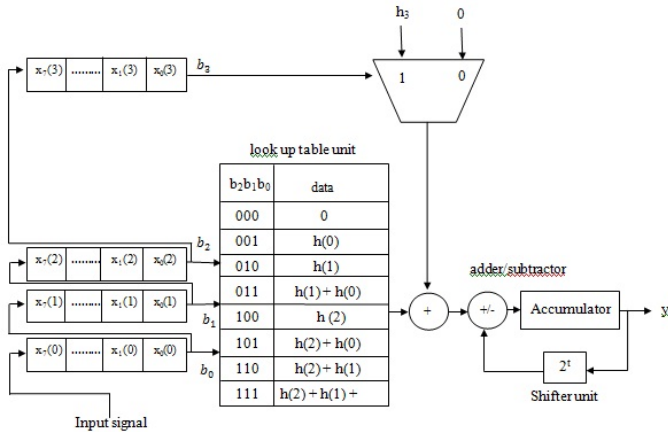 h₃ 0
x₇(3) ......... x₁(3) x₀(3) b₃
1 0
look up table unit
b₂b₁b₀ data
000 0
001 h(0)
010 h(1)
011 h(1) + h(0)
100 h (2)
101 h(2) + h(0)
110 h(2) + h(1)
111 h(2) + h(1) +
x₇(2) ......... x₁(2) x₀(2) b₂
x₇(1) ......... x₁(1) x₀(1) b₁
x₇(0) ......... x₁(0) x₀(0) b₀
Input signal
adder/subtractor
+ +/- Accumulator y
2ᵗ
Shifter unit